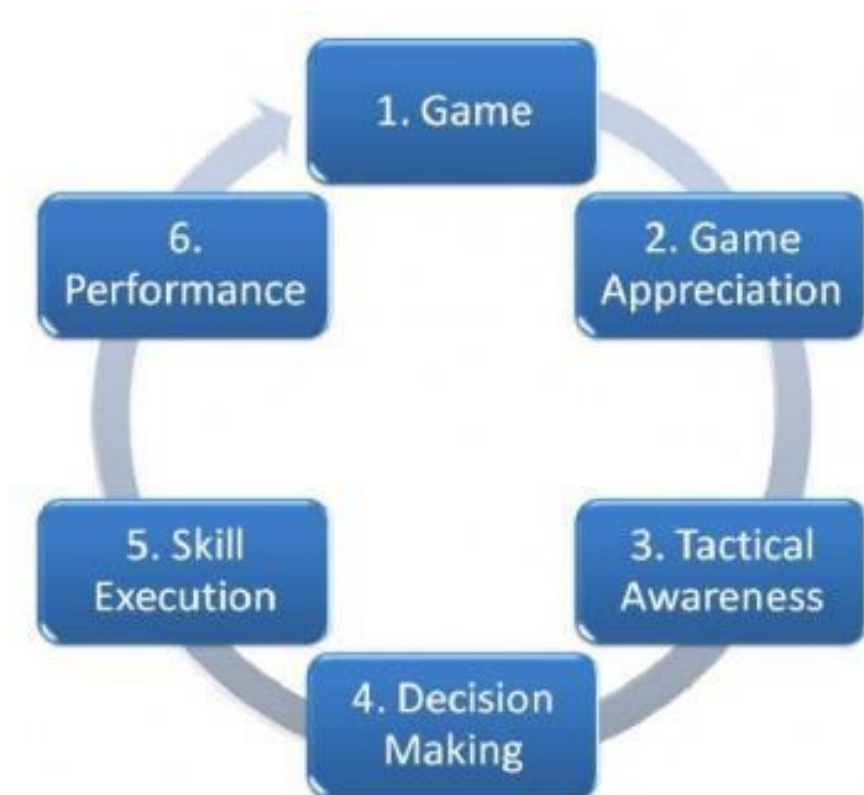 1. Game
2. Game
Appreciation
3. Tactical
Awareness
4. Decision
Making
5. Skill
Execution
6.
Performance